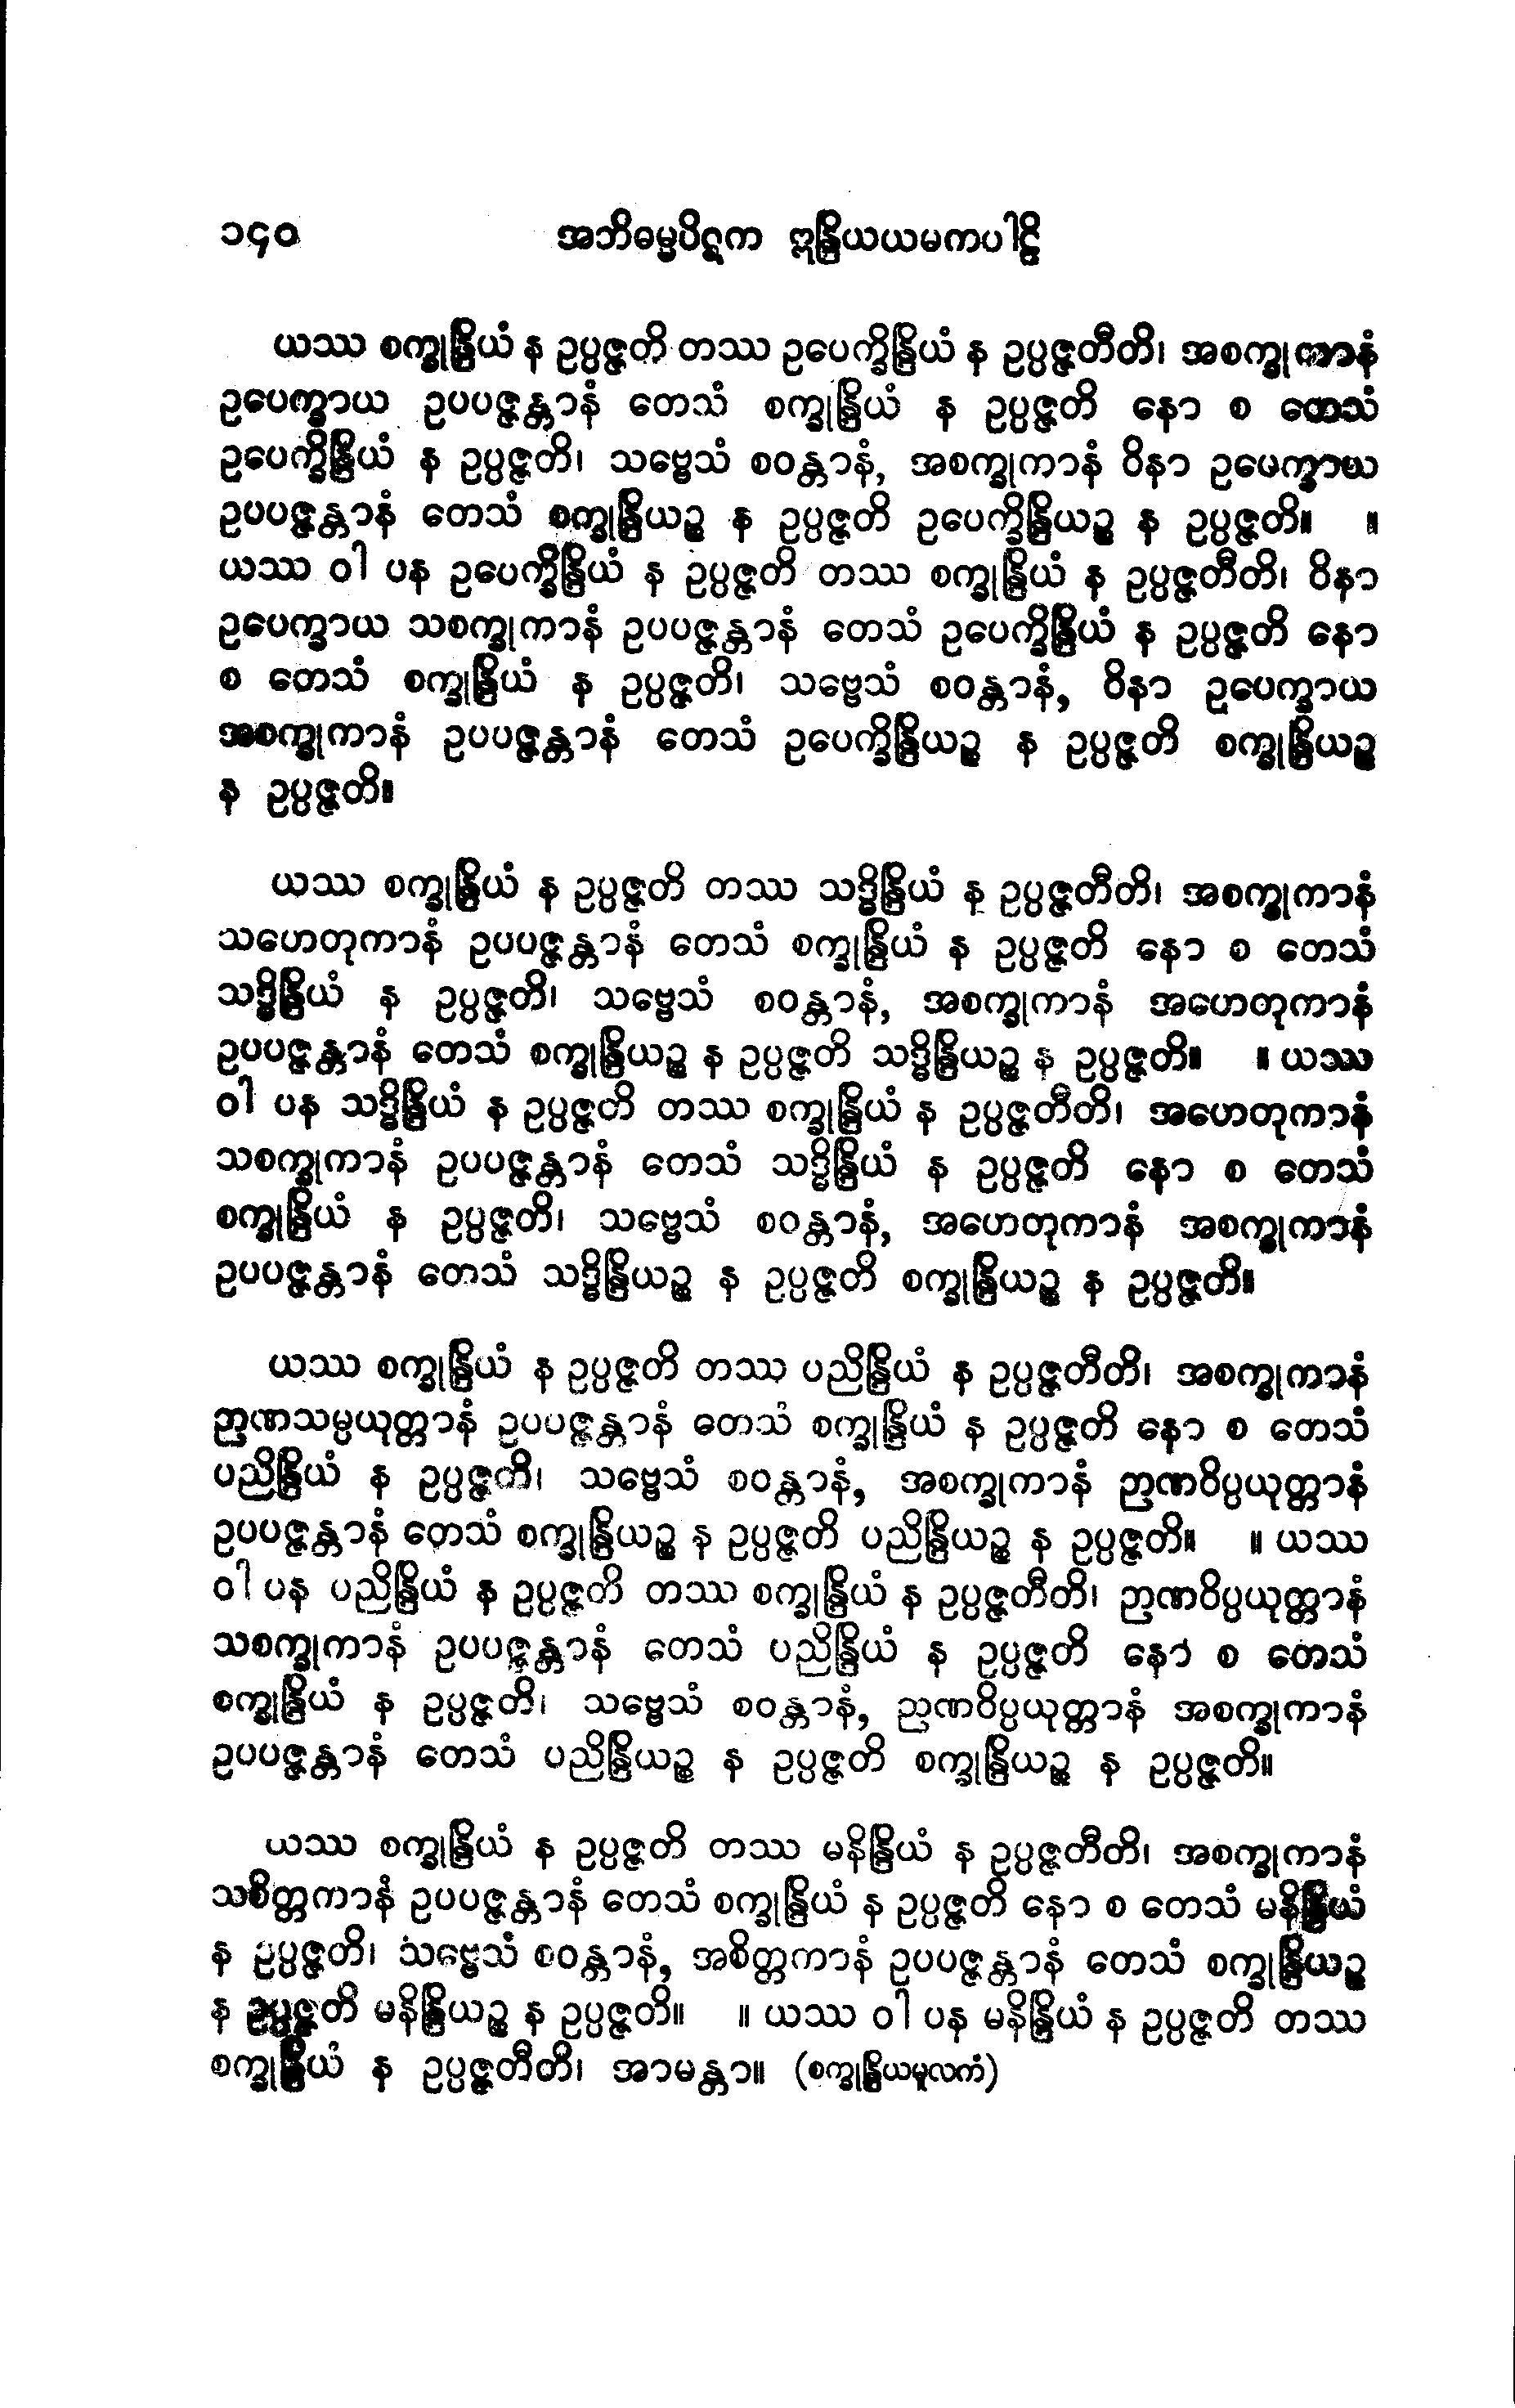 ၁၄၀ အဘိဓမ္မပိဋက ဣန္ဒြိယယမကပါဠိ
ယဿ စက္ခုန္ဒြိယံ န ဥပ္ပဇ္ဇတိ တဿ ဥပေက္ခိန္ဒြိယံ န ဥပ္ပဇ္ဇတီတိ၊ အစက္ခုကာနံ
ဥပေက္ခာယ ဥပပဇ္ဇန္တာနံ တေသံ စက္ခုန္ဒြိယံ န ဥပ္ပဇ္ဇတိ နော စ တေသံ
ဥပေက္ခိန္ဒြိယံ န ဥပ္ပဇ္ဇတိ၊ သဗ္ဗေသံ စဝန္တာနံ, အစက္ခုကာနံ ဝိနာ ဥပေက္ခာယ
ဥပပဇ္ဇန္တာနံ တေသံ စက္ခုန္ဒြိယဉ္စ န ဥပ္ပဇ္ဇတိ ဥပေက္ခိန္ဒြိယဉ္စ န ဥပ္ပဇ္ဇတိ။ ။
ယဿ ဝါ ပန ဥပေက္ခိန္ဒြိယံ န ဥပ္ပဇ္ဇတိ တဿ စက္ခုန္ဒြိယံ န ဥပ္ပဇ္ဇတီတိ၊ ဝိနာ
ဥပေက္ခာယ သစက္ခုကာနံ ဥပပဇ္ဇန္တာနံ တေသံ ဥပေက္ခိန္ဒြိယံ န ဥပ္ပဇ္ဇတိ နော
စ တေသံ စက္ခုန္ဒြိယံ န ဥပ္ပဇ္ဇတိ၊ သဗ္ဗေသံ စဝန္တာနံ, ဝိနာ ဥပေက္ခာယ
အစက္ခုကာနံ ဥပပဇ္ဇန္တာနံ တေသံ ဥပေက္ခိန္ဒြိယဉ္စ န ဥပ္ပဇ္ဇတိ စက္ခုန္ဒြိယဉ္စ
န ဥပ္ပဇ္ဇတိ။
ယဿ စက္ခုန္ဒြိယံ န ဥပ္ပဇ္ဇတိ တဿ သဒ္ဓိန္ဒြိယံ န ဥပ္ပဇ္ဇတီတိ၊ အစက္ခုကာနံ
သဟေတုကာနံ ဥပပဇ္ဇန္တာနံ တေသံ စက္ခုန္ဒြိယံ န ဥပ္ပဇ္ဇတိ နော စ တေသံ
သဒ္ဓိန္ဒြိယံ န ဥပ္ပဇ္ဇတိ၊ သဗ္ဗေသံ စဝန္တာနံ, အစက္ခုကာနံ အဟေတုကာနံ
ဥပပဇ္ဇန္တာနံ တေသံ စက္ခုန္ဒြိယဉ္စ န ဥပ္ပဇ္ဇတိ သဒ္ဓိန္ဒြိယဉ္စ န ဥပ္ပဇ္ဇတိ။ ။ ယဿ
ဝါ ပန သဒ္ဓိန္ဒြိယံ န ဥပ္ပဇ္ဇတိ တဿ စက္ခုန္ဒြိယံ န ဥပ္ပဇ္ဇတီတိ၊ အဟေတုကာနံ
သစက္ခုကာနံ ဥပပဇ္ဇန္တာနံ တေသံ သဒ္ဓိန္ဒြိယံ န ဥပ္ပဇ္ဇတိ နော စ တေသံ
စက္ခုန္ဒြိယံ န ဥပ္ပဇ္ဇတိ၊ သဗ္ဗေသံ စဝန္တာနံ, အဟေတုကာနံ အစက္ခုကာနံ
ဥပပဇ္ဇန္တာနံ တေသံ သဒ္ဓိန္ဒြိယဉ္စ န ဥပ္ပဇ္ဇတိ စက္ခုန္ဒြိယဉ္စ န ဥပ္ပဇ္ဇတိ။
ယဿ စက္ခုန္ဒြိယံ န ဥပ္ပဇ္ဇတိ တဿ ပညိန္ဒြိယံ န ဥပ္ပဇ္ဇတီတိ၊ အစက္ခုကာနံ
ဉာဏသမ္ပယုတ္တာနံ ဥပပဇ္ဇန္တာနံ တေသံ စက္ခုန္ဒြိယံ န ဥပ္ပဇ္ဇတိ နော စ တေသံ
ပညိန္ဒြိယံ န ဥပ္ပဇ္ဇတိ၊ သဗ္ဗေသံ စဝန္တာနံ, အစက္ခုကာနံ ဉာဏဝိပ္ပယုတ္တာနံ
ဥပပဇ္ဇန္တာနံ တေသံ စက္ခုန္ဒြိယဉ္စ န ဥပ္ပဇ္ဇတိ ပညိန္ဒြိယဉ္စ န ဥပ္ပဇ္ဇတိ။ ။ ယဿ
ဝါ ပန ပညိန္ဒြိယံ န ဥပ္ပဇ္ဇတိ တဿ စက္ခုန္ဒြိယံ န ဥပ္ပဇ္ဇတီတိ၊ ဉာဏဝိပ္ပယုတ္တာနံ
သစက္ခုကာနံ ဥပပဇ္ဇန္တာနံ တေသံ ပညိန္ဒြိယံ န ဥပ္ပဇ္ဇတိ နော စ တေသံ
စက္ခုန္ဒြိယံ န ဥပ္ပဇ္ဇတိ၊ သဗ္ဗေသံ စဝန္တာနံ, ဉာဏဝိပ္ပယုတ္တာနံ အစက္ခုကာနံ
ဥပပဇ္ဇန္တာနံ တေသံ ပညိန္ဒြိယဉ္စ န ဥပ္ပဇ္ဇတိ စက္ခုန္ဒြိယဉ္စ န ဥပ္ပဇ္ဇတိ။
ယဿ စက္ခုန္ဒြိယံ န ဥပ္ပဇ္ဇတိ တဿ မနိန္ဒြိယံ န ဥပ္ပဇ္ဇတီတိ၊ အစက္ခုကာနံ
သစိတ္တကာနံ ဥပပဇ္ဇန္တာနံ တေသံ စက္ခုန္ဒြိယံ န ဥပ္ပဇ္ဇတိ နော စ တေသံ မနိန္ဒြိယံ
န ဥပ္ပဇ္ဇတိ၊ သဗ္ဗေသံ စဝန္တာနံ, အစိတ္တကာနံ ဥပပဇ္ဇန္တာနံ တေသံ စက္ခုန္ဒြိယဉ္စ
န ဥပ္ပဇ္ဇတိ မနိန္ဒြိယဉ္စ န ဥပ္ပဇ္ဇတိ။ ။ ယဿ ဝါ ပန မနိန္ဒြိယံ န ဥပ္ပဇ္ဇတိ တဿ
စက္ခုန္ဒြိယံ န ဥပ္ပဇ္ဇတီတိ၊ အာမန္တာ။ (စက္ခုန္ဒြိယမူလကံ)